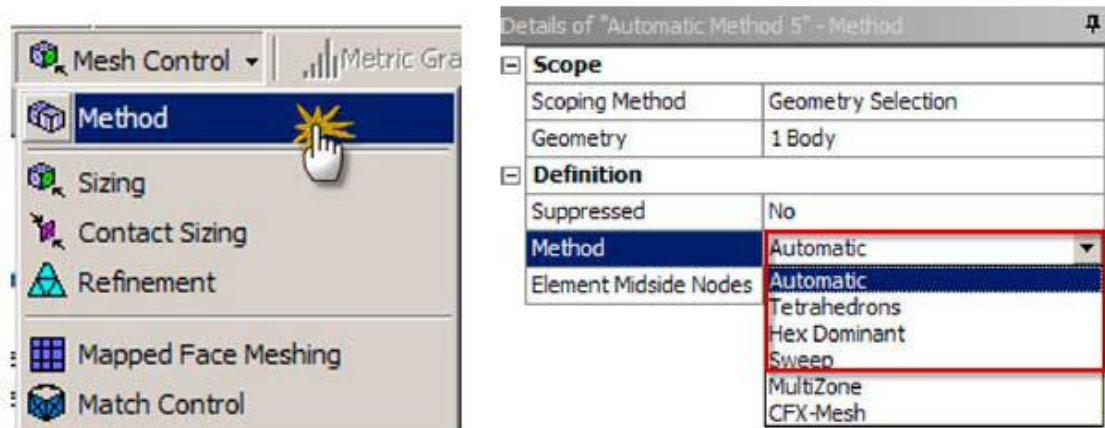 Mesh Control
Metric Gra
Method
Sizing
Contact Sizing
Refinement
Mapped Face Meshing
Match Control
Details of "Automatic Method 5" - Method
Scope
Scoping Method Geometry Selection
Geometry 1 Body
Definition
Suppressed No
Method Automatic
Element Midside Nodes Automatic
Tetrahedrons
Hex Dominant
Sweep
MultiZone
CFX-Mesh